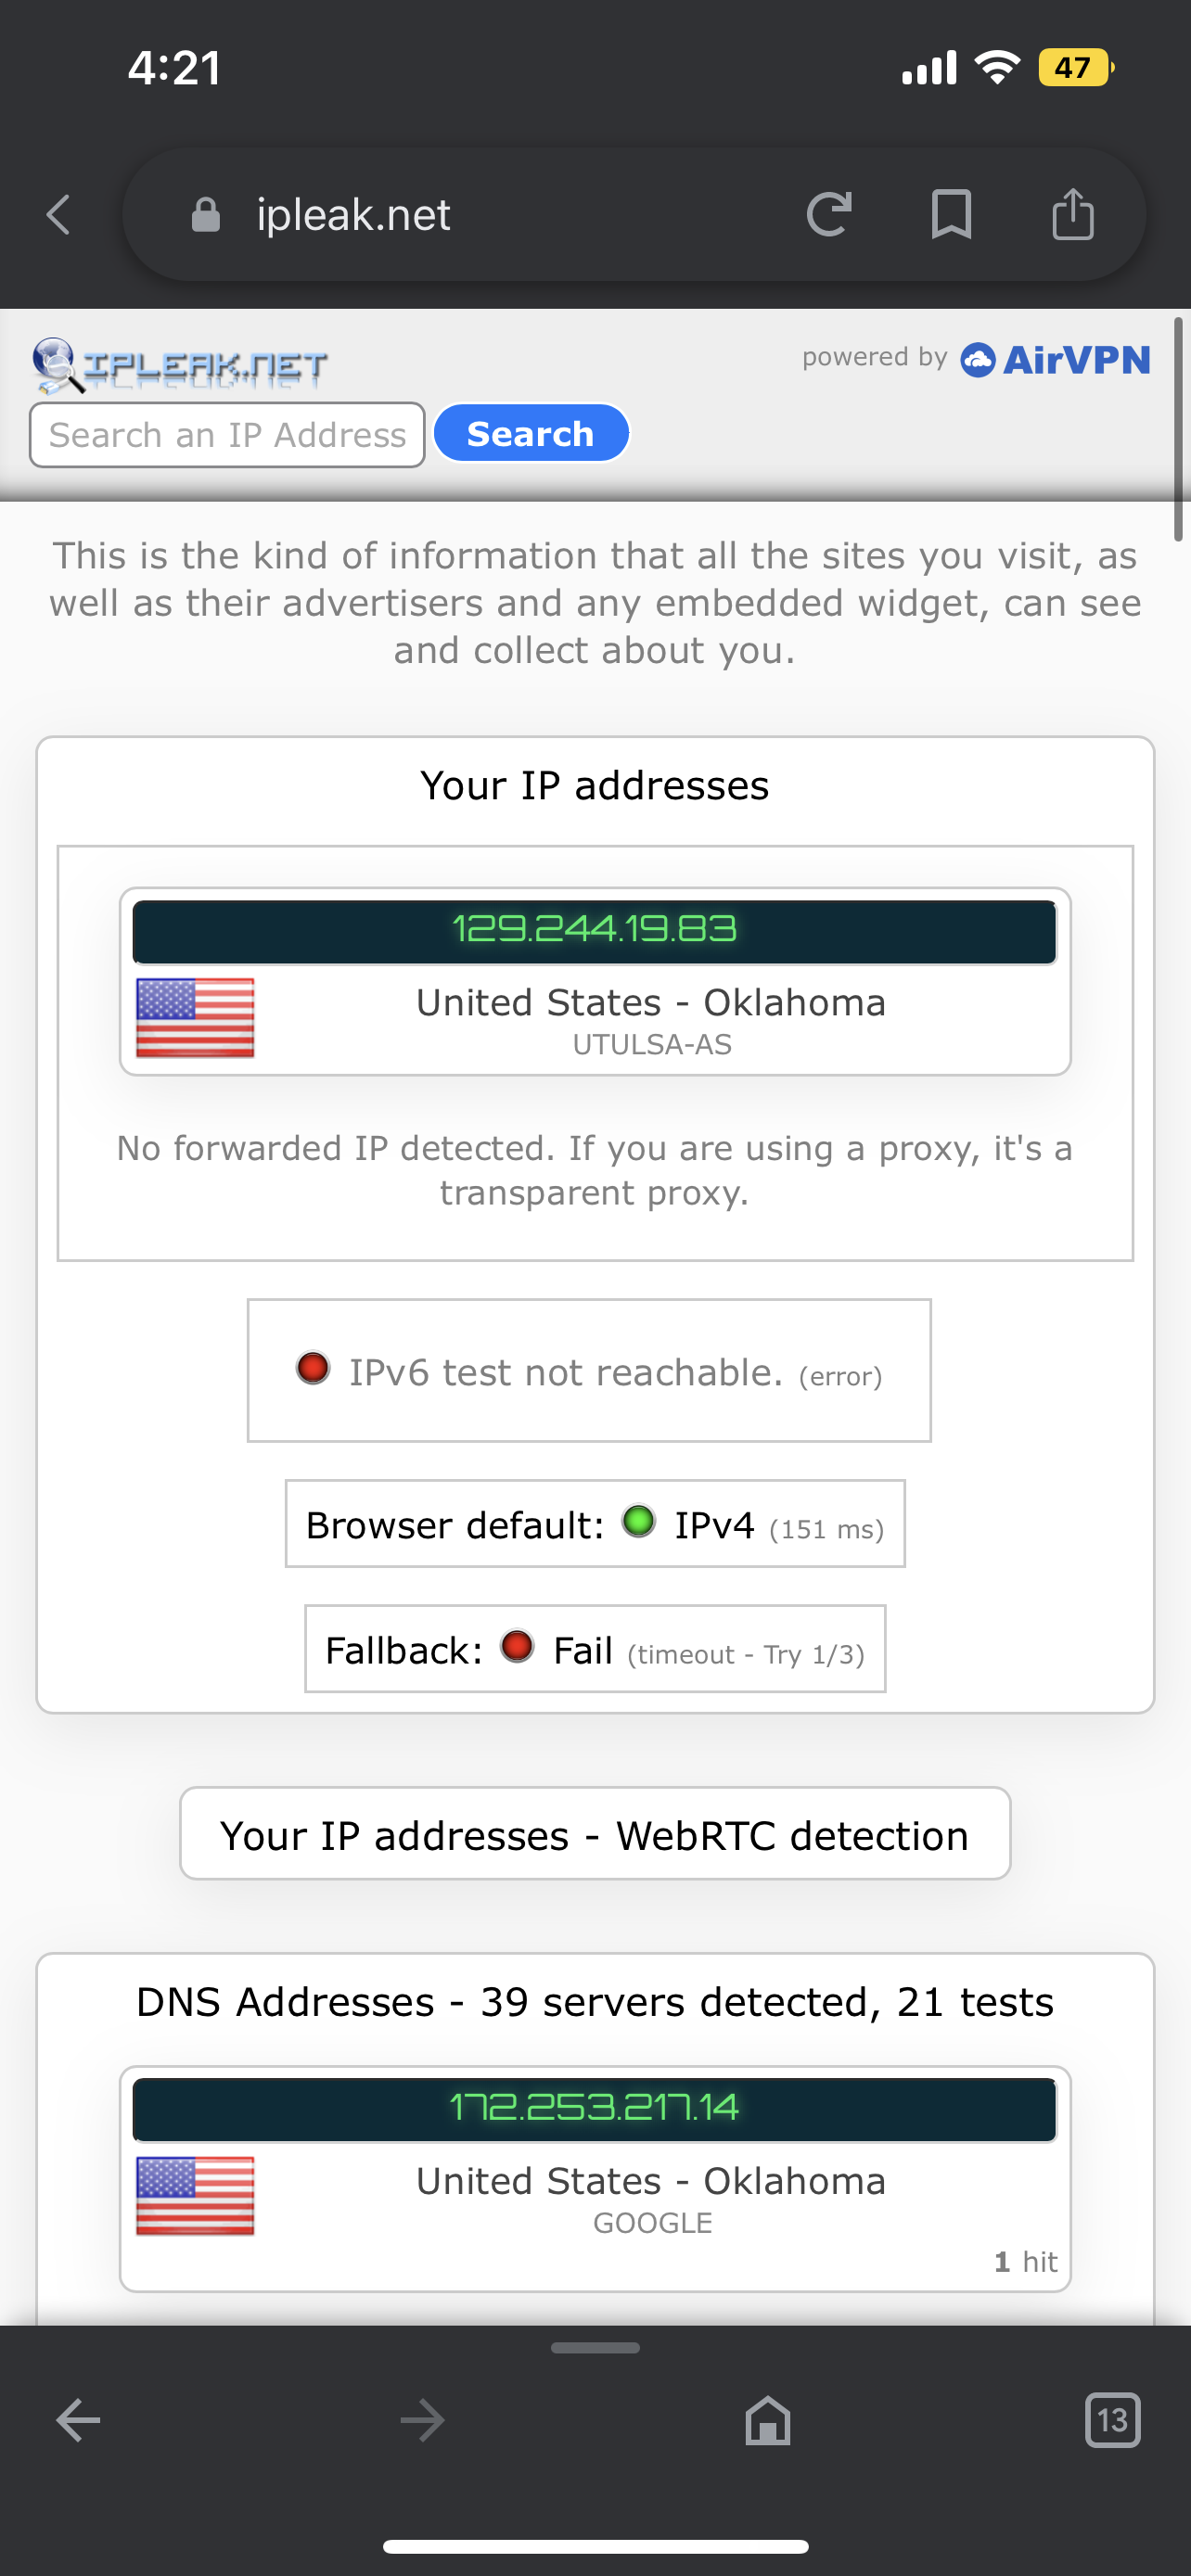 4:21
47
ipleak.net
IPLEAK.NET
powered by AirVPN
Search an IP Address Search
This is the kind of information that all the sites you visit, as
well as their advertisers and any embedded widget, can see
and collect about you.
Your IP addresses
129.244.19.83
United States - Oklahoma
UTULSA-AS
No forwarded IP detected. If you are using a proxy, it's a
transparent proxy.
IPv6 test not reachable. (error)
Browser default: IPv4 (151 ms)
Fallback: Fail (timeout - Try 1/3)
Your IP addresses - WebRTC detection
DNS Addresses - 39 servers detected, 21 tests
172.253.217.14
United States - Oklahoma
GOOGLE
1 hit
13